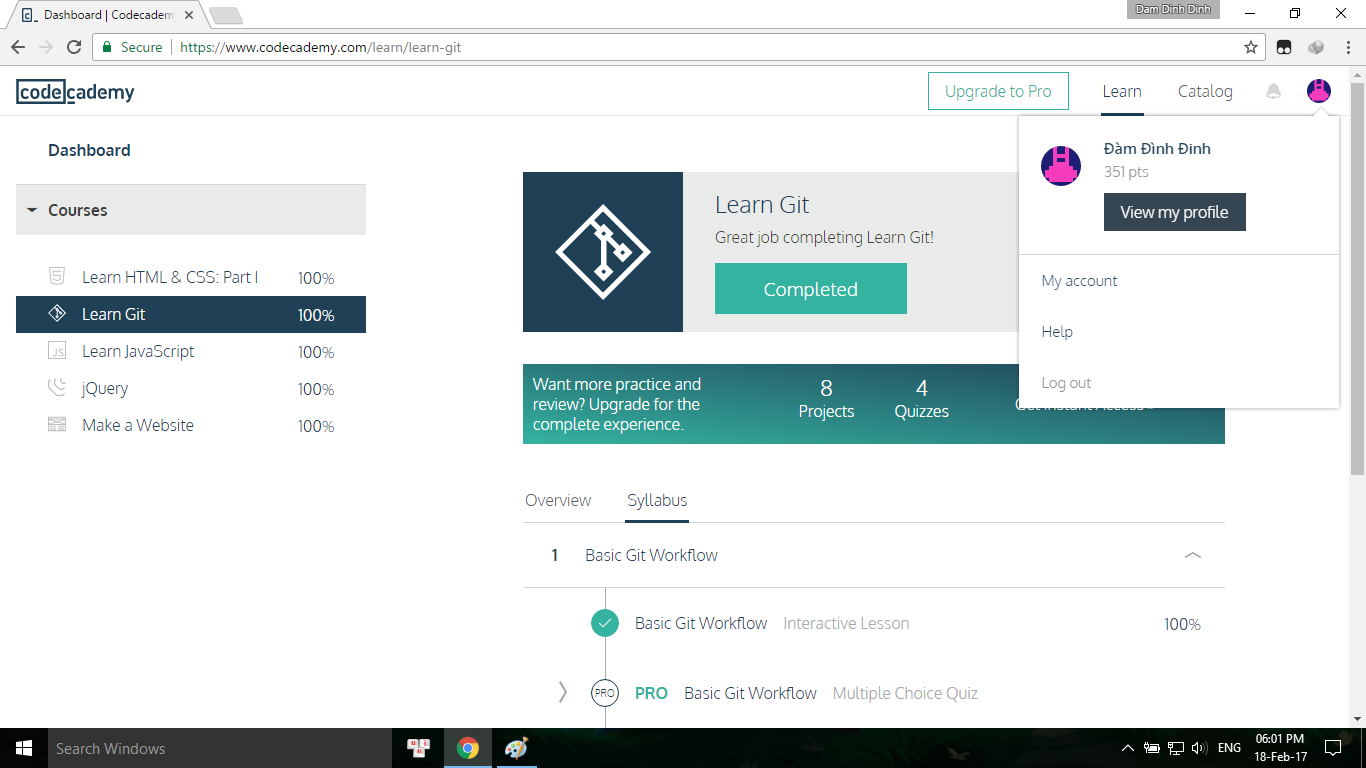 Dashboard | Codecadem
Dam Dinh Dinh
Secure
https://www.codecademy.com/learn/learn-git
codecademy
Upgrade to Pro
Learn
Catalog
Dashboard
Courses
Learn HTML & CSS: Part I 100%
Learn Git 100%
Learn JavaScript 100%
jQuery 100%
Make a Website 100%
Learn Git
Great job completing Learn Git!
Completed
Đàm Đình Đinh
351 pts
View my profile
My account
Help
Log out
Want more practice and
review? Upgrade for the
complete experience.
8
Projects
4
Quizzes
Get Instant Access »
Overview
Syllabus
1 Basic Git Workflow
Basic Git Workflow Interactive Lesson 100%
PRO PRO Basic Git Workflow Multiple Choice Quiz
Search Windows
ENG
06:01 PM
18-Feb-17